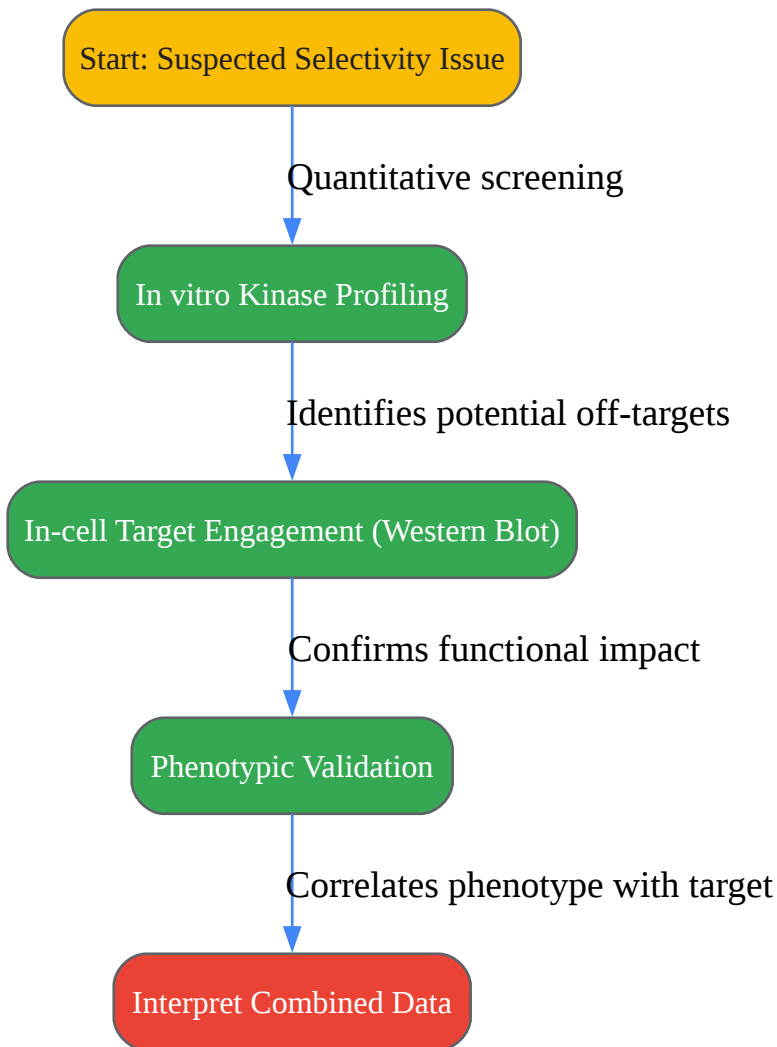 Start: Suspected Selectivity Issue
Quantitative screening
In vitro Kinase Profiling
Identifies potential off-targets
In-cell Target Engagement (Western Blot)
Confirms functional impact
Phenotypic Validation
Correlates phenotype with target
Interpret Combined Data